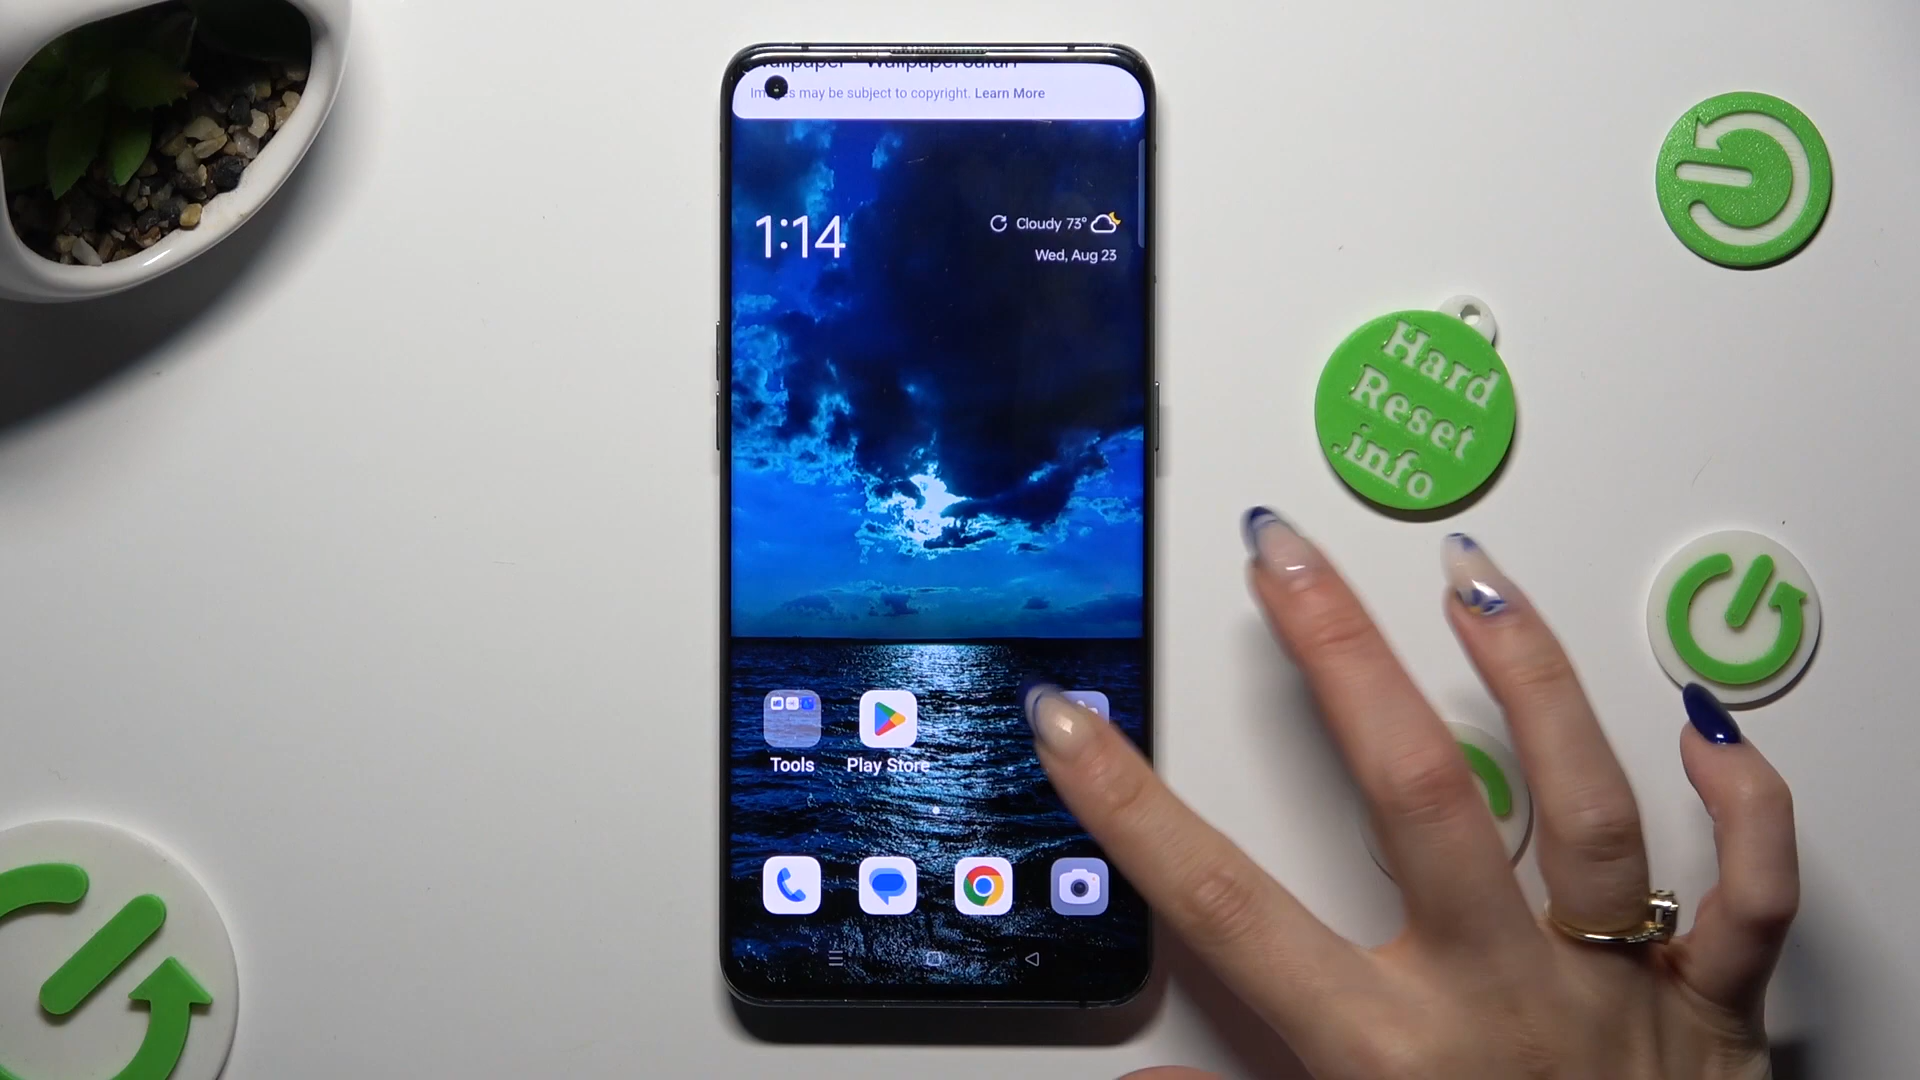 Images may be subject to copyright. Learn More
1:14
Cloudy 73°
Wed, Aug 23
Tools
Play Store
Hard
Reset
.info